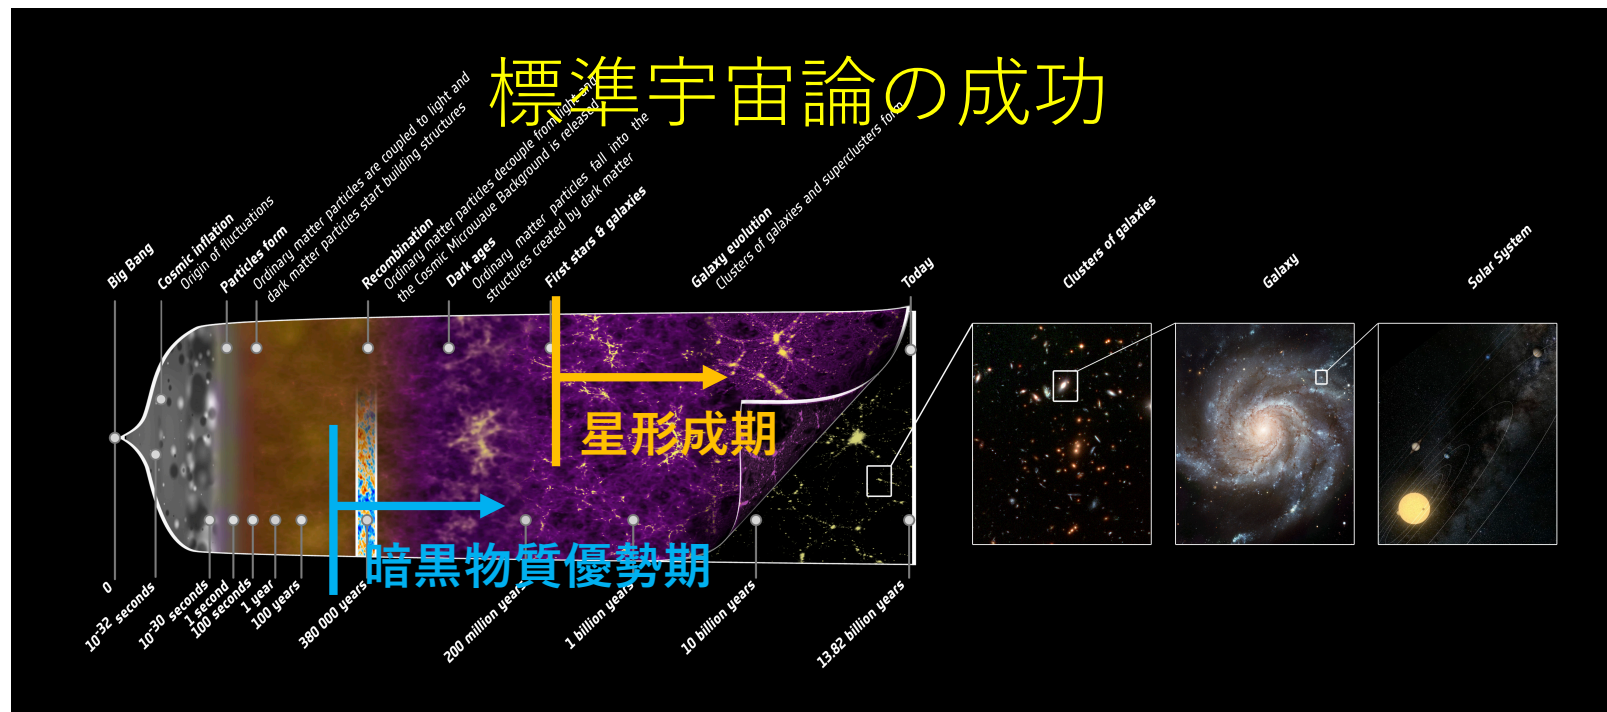 標準宇宙論の成功
Big Bang
Cosmic inflation
Origin of fluctuations
Particles form
Ordinary matter particles are coupled to light and
dark matter particles start building structures
Recombination
Ordinary matter particles decouple from light and
the Cosmic Microwave Background is released
Dark ages
Ordinary matter particles fall into the
structures created by dark matter
First stars & galaxies
Galaxy evolution
Clusters of galaxies and superclusters form
Today
Clusters of galaxies
Galaxy
Solar System
星形成期
暗黒物質優勢期
0
10-32 seconds
10-30 seconds
1 second
100 seconds
1 year
100 years
380 000 years
200 million years
1 billion years
10 billion years
13.82 billion years